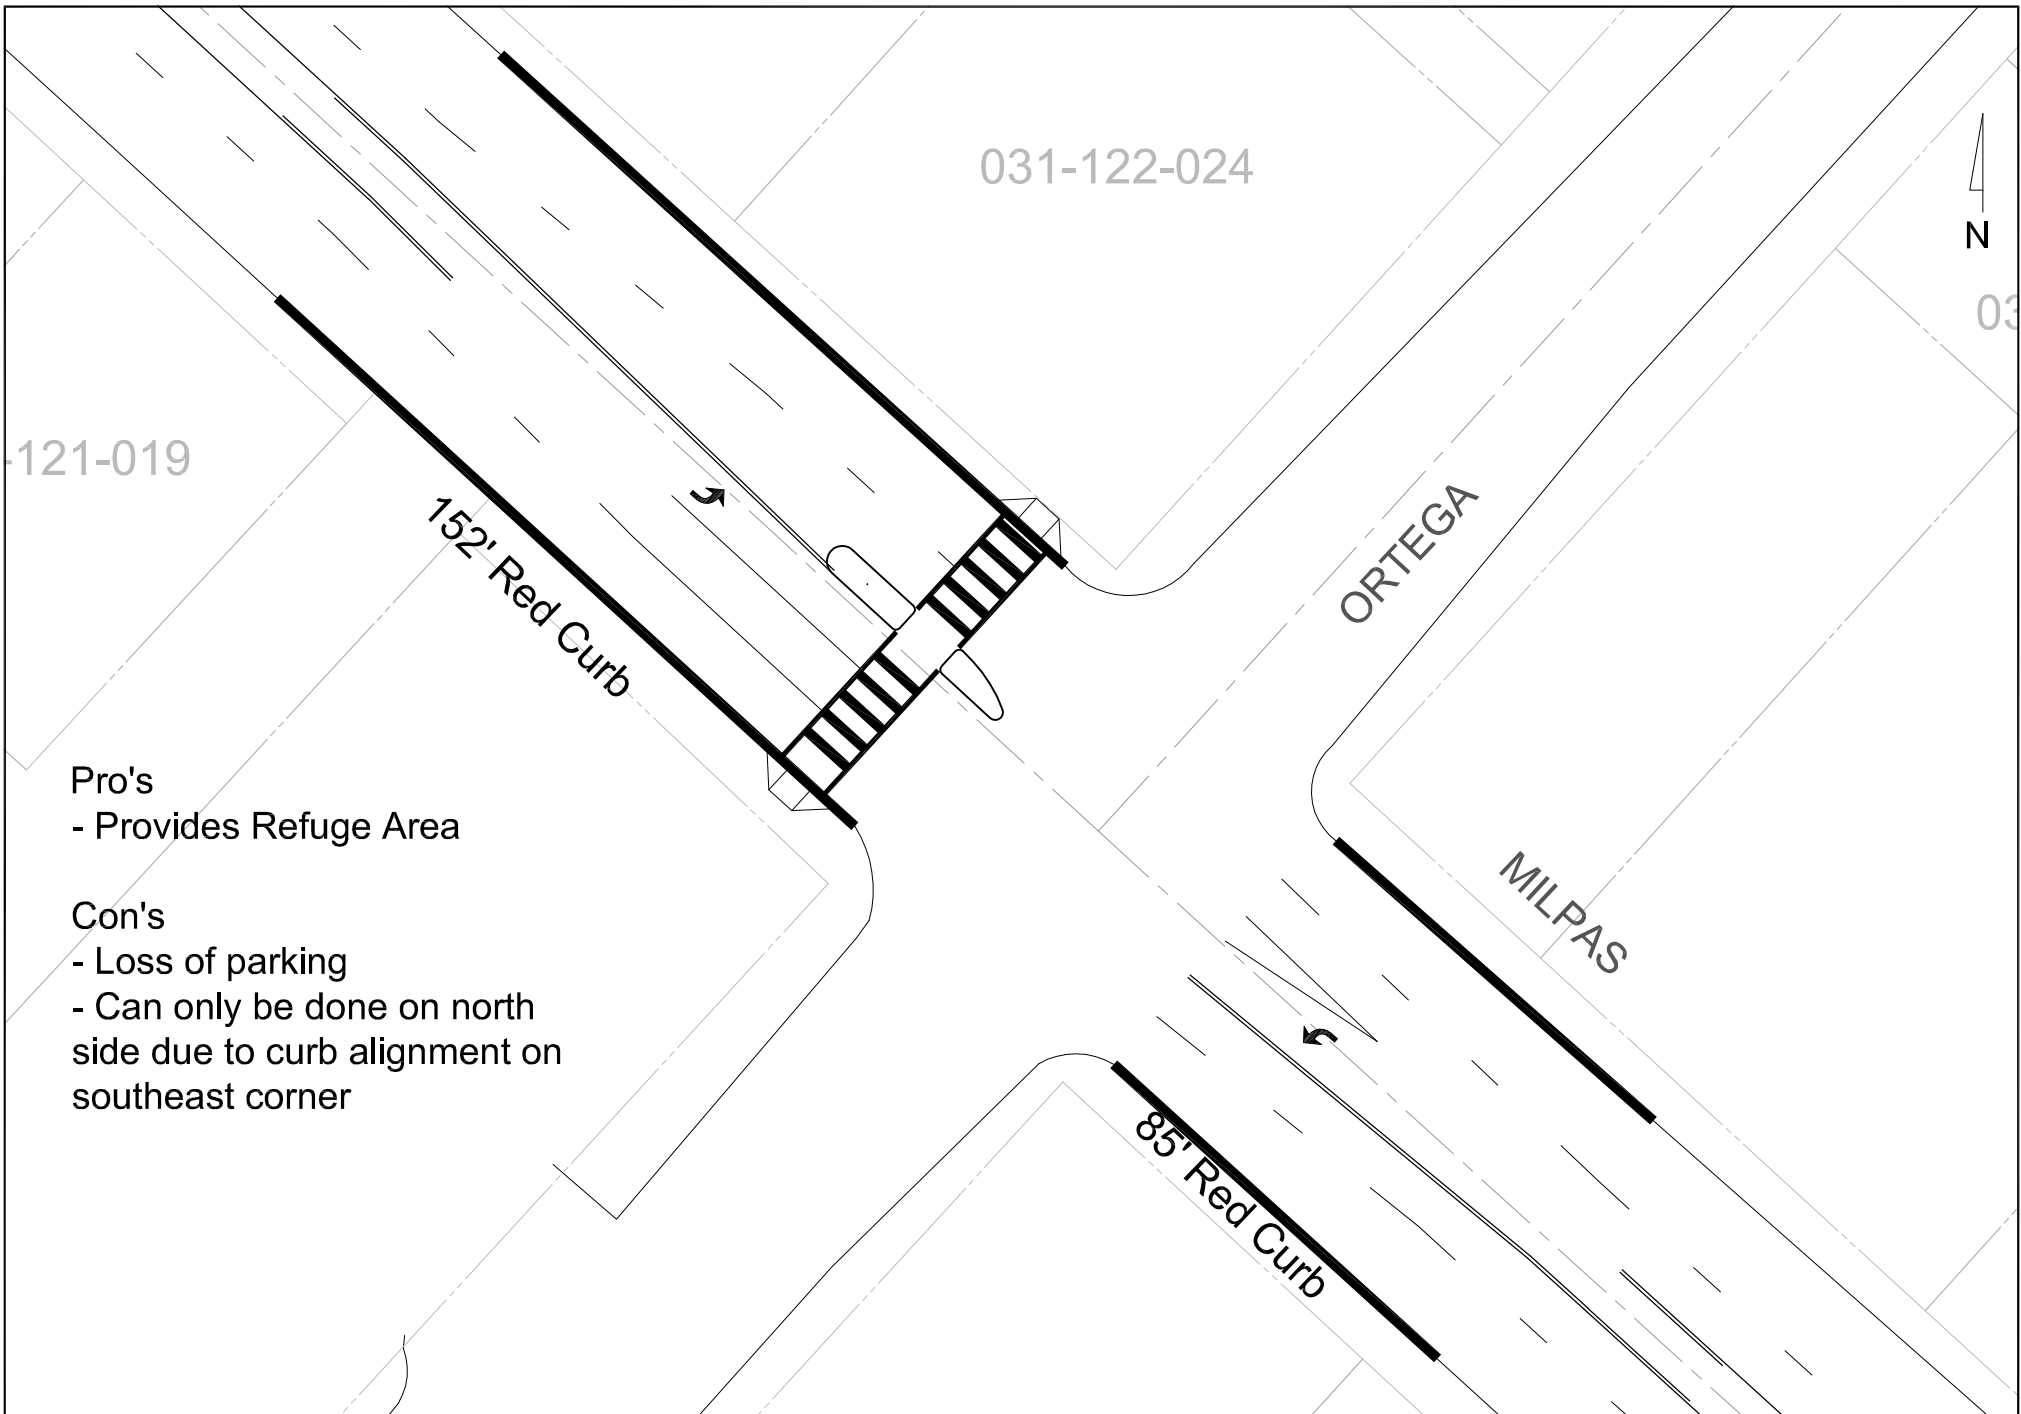 031-122-024
N
03
-121-019
152' Red Curb
ORTEGA
MILPAS
Pro's
- Provides Refuge Area
Con's
- Loss of parking
- Can only be done on north
side due to curb alignment on
southeast corner
85' Red Curb